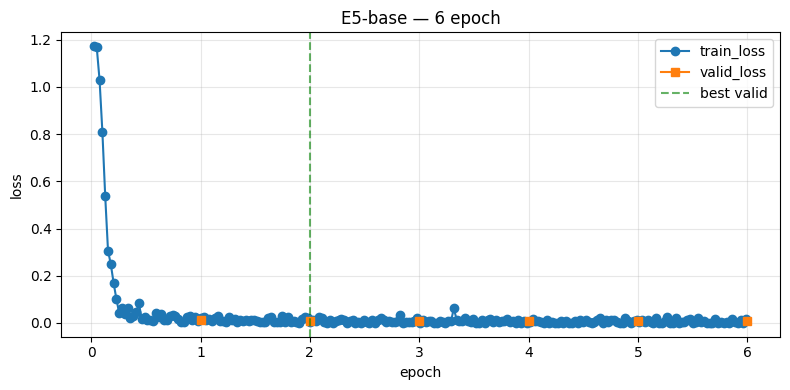 E5-base — 6 epoch
train_loss
valid_loss
best valid
loss
1.2
1.0
0.8
0.6
0.4
0.2
0.0
0 1 2 3 4 5 6
epoch